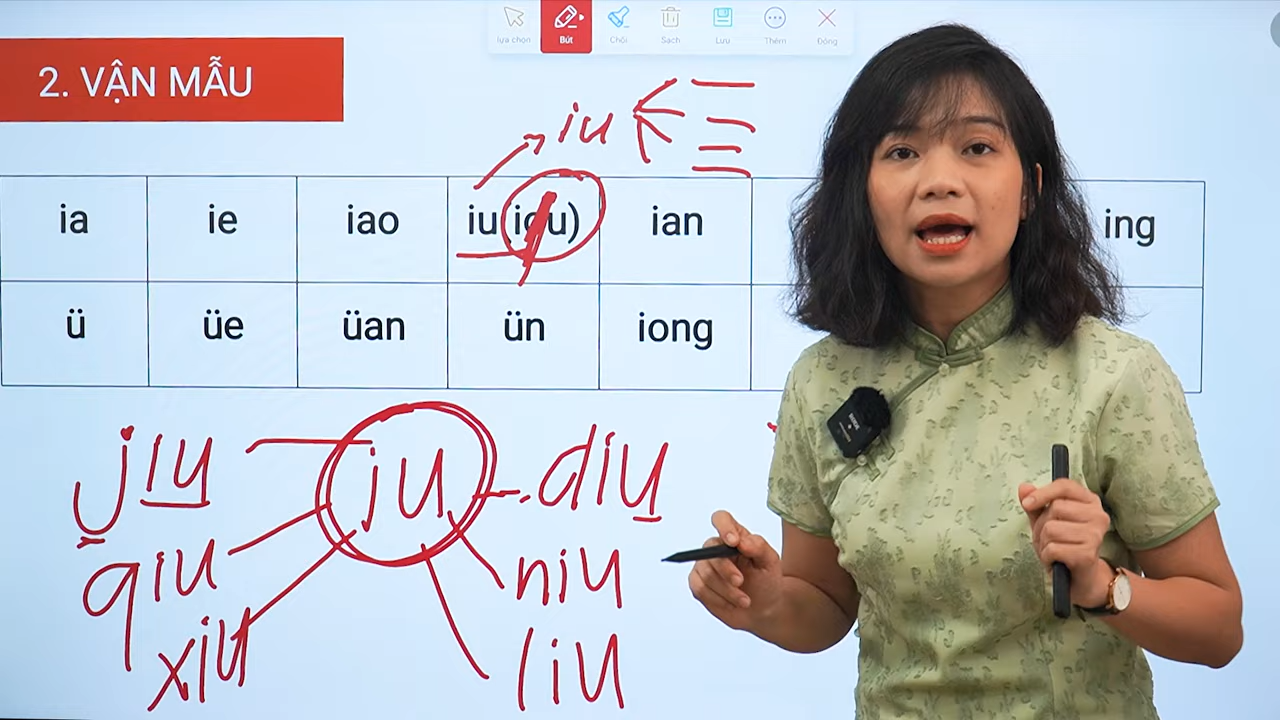 lựa chọn Bút Chổi Sạch Lưu Thêm Đóng
2. VẬN MẪU
iu
ia ie iao iu (iou) ian ing
ü üe üan ün iong
jiu iu diu
qiu niu
xiu liu